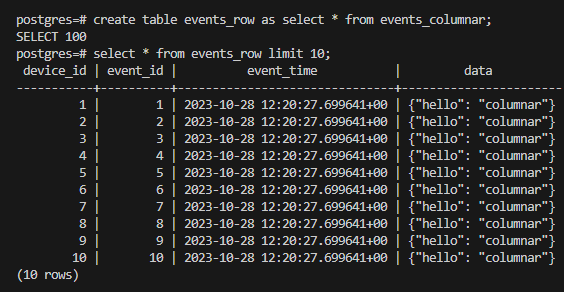 postgres=# create table events_row as select * from events_columnar;
SELECT 100
postgres=# select * from events_row limit 10;
 device_id | event_id |          event_time           |         data
-----------+----------+-------------------------------+-----------------------
         1 |        1 | 2023-10-28 12:20:27.699641+00 | {"hello": "columnar"}
         2 |        2 | 2023-10-28 12:20:27.699641+00 | {"hello": "columnar"}
         3 |        3 | 2023-10-28 12:20:27.699641+00 | {"hello": "columnar"}
         4 |        4 | 2023-10-28 12:20:27.699641+00 | {"hello": "columnar"}
         5 |        5 | 2023-10-28 12:20:27.699641+00 | {"hello": "columnar"}
         6 |        6 | 2023-10-28 12:20:27.699641+00 | {"hello": "columnar"}
         7 |        7 | 2023-10-28 12:20:27.699641+00 | {"hello": "columnar"}
         8 |        8 | 2023-10-28 12:20:27.699641+00 | {"hello": "columnar"}
         9 |        9 | 2023-10-28 12:20:27.699641+00 | {"hello": "columnar"}
        10 |       10 | 2023-10-28 12:20:27.699641+00 | {"hello": "columnar"}
(10 rows)